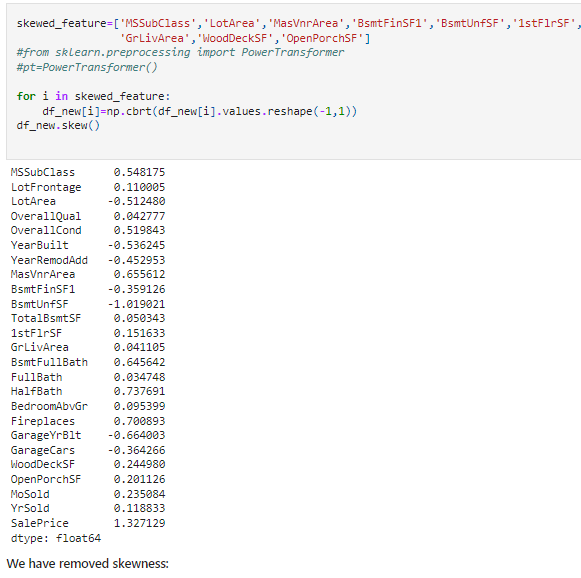 skewed_feature=['MSSubClass','LotArea','MasVnrArea','BsmtFinSF1','BsmtUnfSF','1stFlrSF',
'GrLivArea','WoodDeckSF','OpenPorchSF']
#from sklearn.preprocessing import PowerTransformer
#pt=PowerTransformer()
for i in skewed_feature:
df_new[i]=np.cbrt(df_new[i].values.reshape(-1,1))
df_new.skew()
MSSubClass 0.548175
LotFrontage 0.110005
LotArea -0.512480
OverallQual 0.042777
OverallCond 0.519843
YearBuilt -0.536245
YearRemodAdd -0.452953
MasVnrArea 0.655612
BsmtFinSF1 -0.359126
BsmtUnfSF -1.019021
TotalBsmtSF 0.050343
1stFlrSF 0.151633
GrLivArea 0.041105
BsmtFullBath 0.645642
FullBath 0.034748
HalfBath 0.737691
BedroomAbvGr 0.095399
Fireplaces 0.700893
GarageYrBlt -0.664003
GarageCars -0.364266
WoodDeckSF 0.244980
OpenPorchSF 0.201126
MoSold 0.235084
YrSold 0.118833
SalePrice 1.327129
dtype: float64
We have removed skewness: